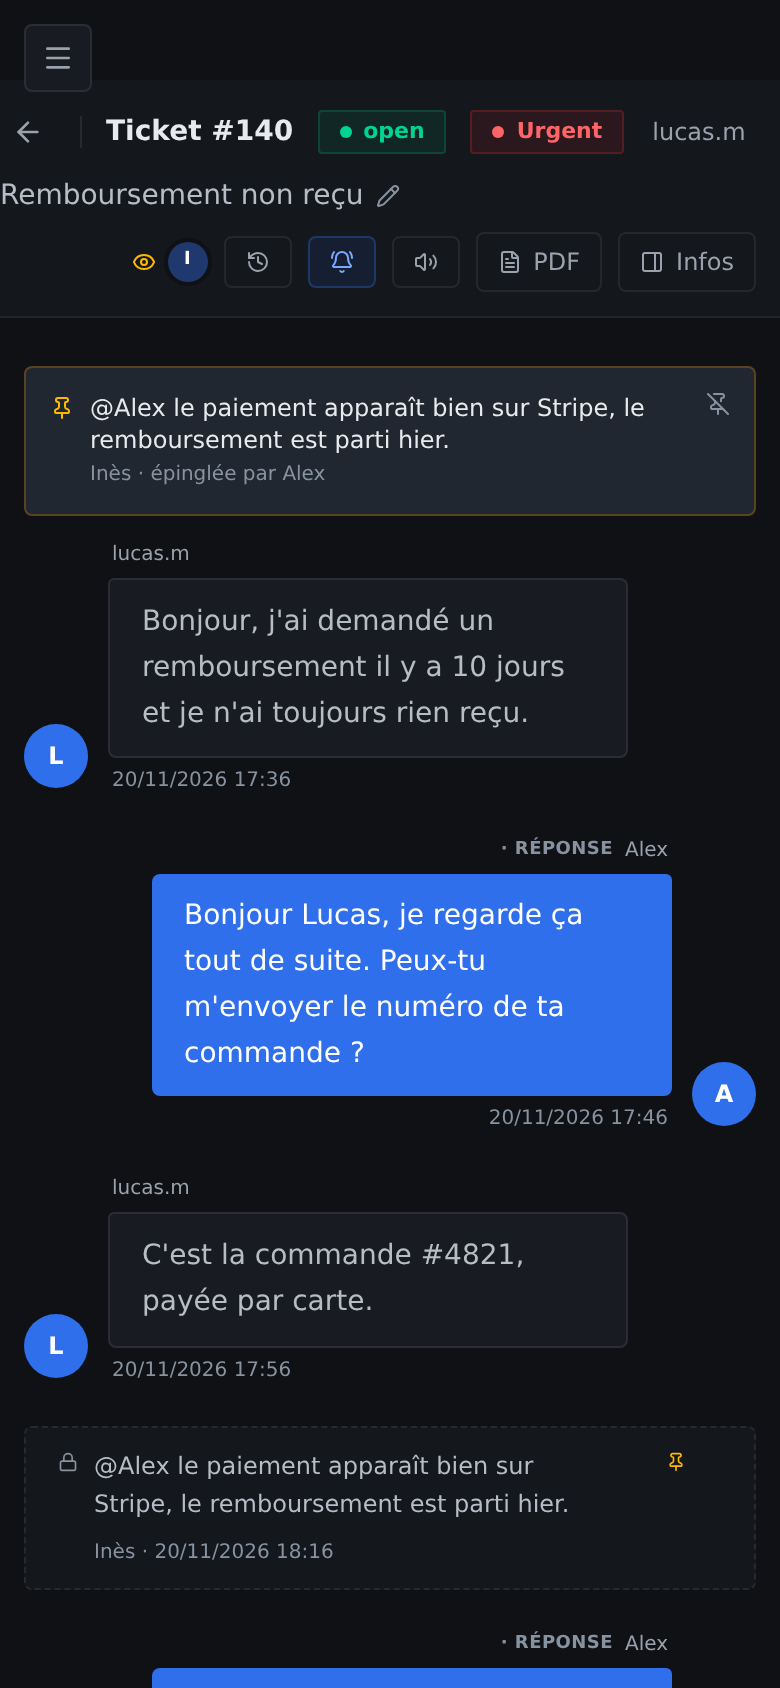 Ticket #140 open Urgent lucas.m
Remboursement non reçu
I PDF Infos
@Alex le paiement apparaît bien sur Stripe, le
remboursement est parti hier.
Inès · épinglée par Alex
lucas.m
Bonjour, j'ai demandé un
remboursement il y a 10 jours
et je n'ai toujours rien reçu.
L
20/11/2026 17:36
· RÉPONSE Alex
Bonjour Lucas, je regarde ça
tout de suite. Peux-tu
m'envoyer le numéro de ta
commande ?
A
20/11/2026 17:46
lucas.m
C'est la commande #4821,
payée par carte.
L
20/11/2026 17:56
@Alex le paiement apparaît bien sur
Stripe, le remboursement est parti hier.
Inès · 20/11/2026 18:16
· RÉPONSE Alex